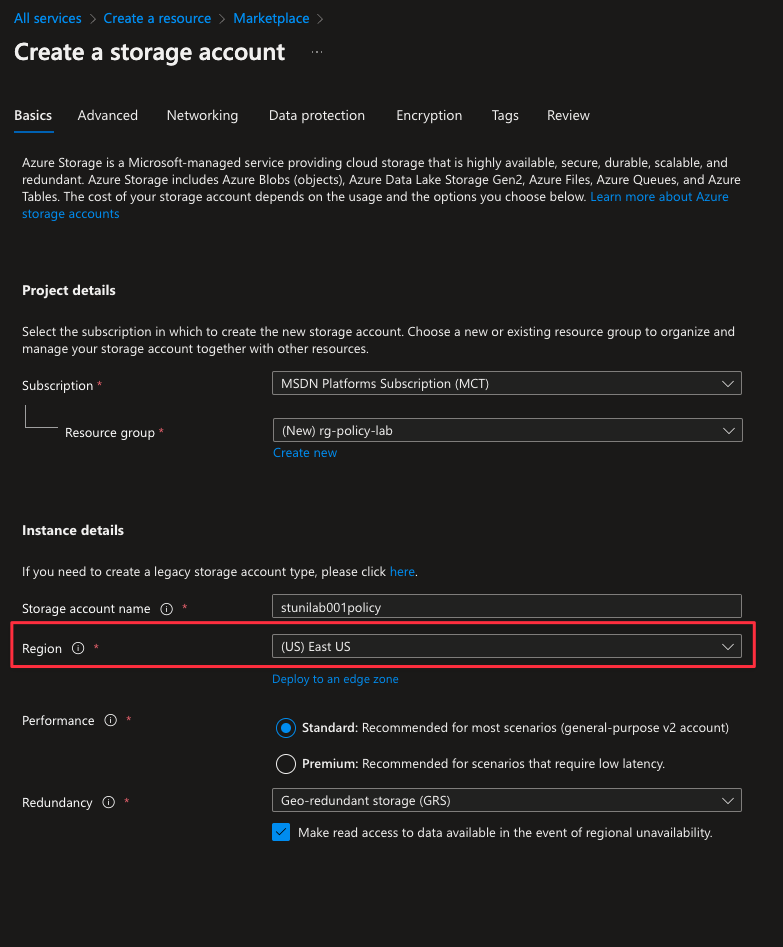 All services > Create a resource > Marketplace >
Create a storage account ...
Basics Advanced Networking Data protection Encryption Tags Review
Azure Storage is a Microsoft-managed service providing cloud storage that is highly available, secure, durable, scalable, and
redundant. Azure Storage includes Azure Blobs (objects), Azure Data Lake Storage Gen2, Azure Files, Azure Queues, and Azure
Tables. The cost of your storage account depends on the usage and the options you choose below. Learn more about Azure
storage accounts
Project details
Select the subscription in which to create the new storage account. Choose a new or existing resource group to organize and
manage your storage account together with other resources.
Subscription * MSDN Platforms Subscription (MCT)
Resource group * (New) rg-policy-lab
Create new
Instance details
If you need to create a legacy storage account type, please click here.
Storage account name * stunilab001policy
Region * (US) East US
Deploy to an edge zone
Performance * Standard: Recommended for most scenarios (general-purpose v2 account)
Premium: Recommended for scenarios that require low latency.
Redundancy * Geo-redundant storage (GRS)
Make read access to data available in the event of regional unavailability.